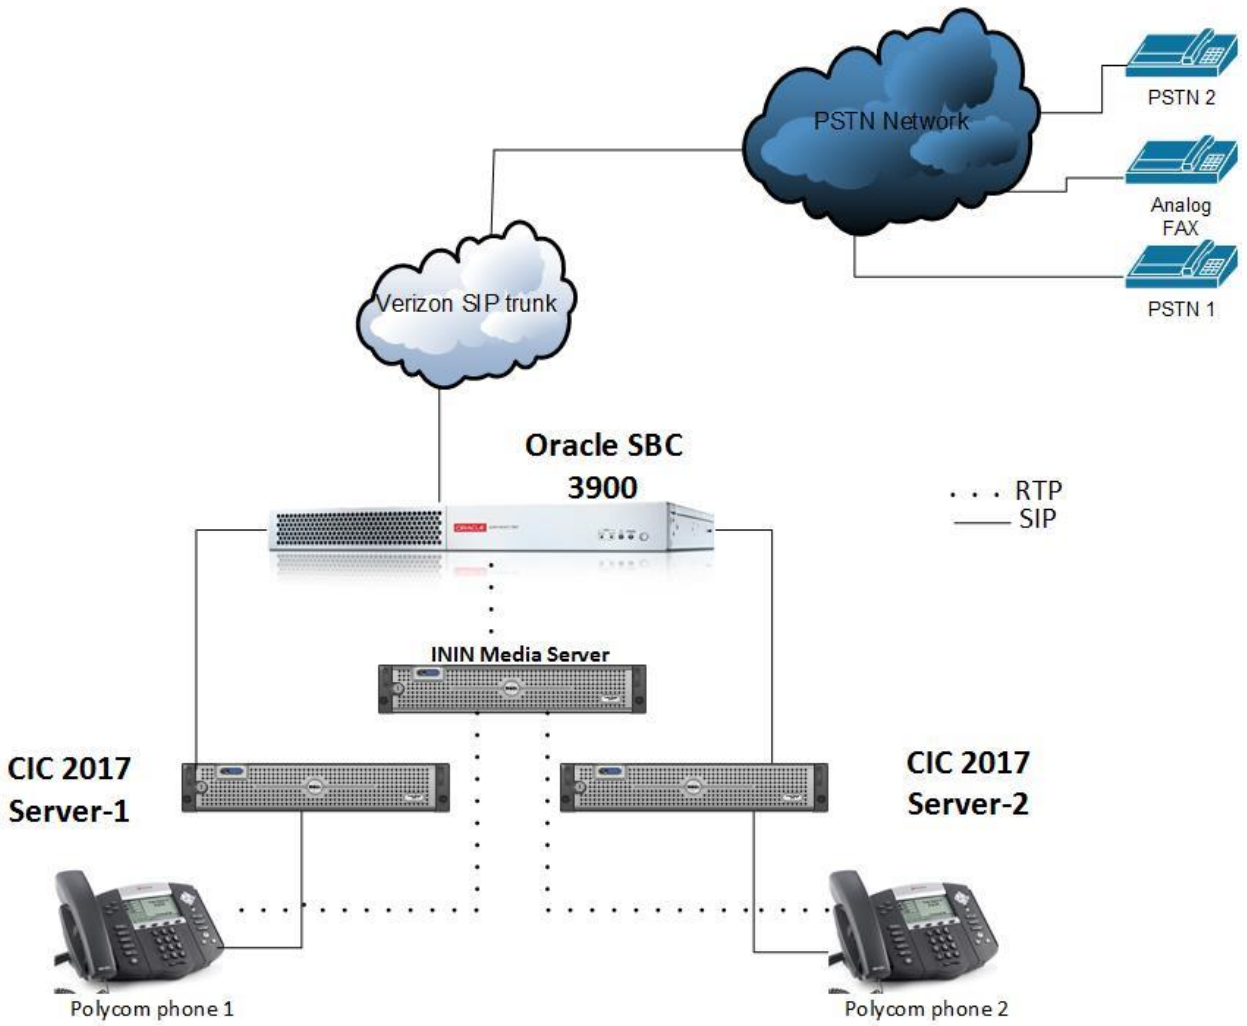 PSTN Network
PSTN 2
Analog
FAX
PSTN 1
Verizon SIP trunk
Oracle SBC
3900
ORACLE
RTP
SIP
ININ Media Server
CIC 2017
Server-1
CIC 2017
Server-2
Polycom phone 1
Polycom phone 2